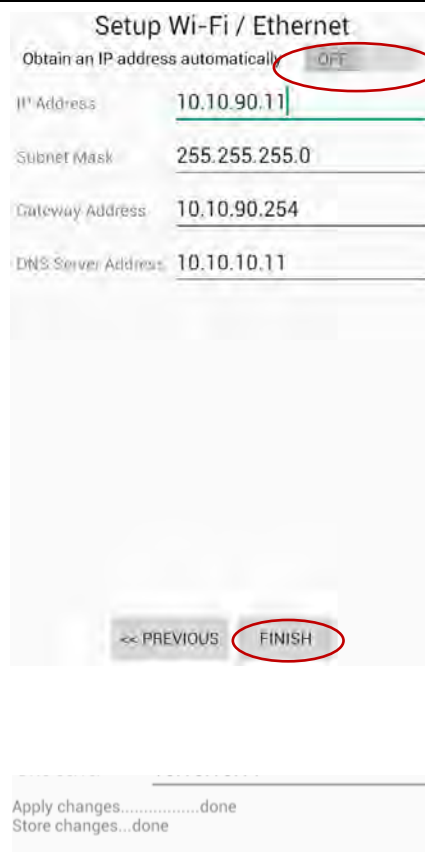 Setup Wi-Fi / Ethernet
Obtain an IP address automatically OFF
IP Address 10.10.90.11
Subnet Mask 255.255.255.0
Gateway Address 10.10.90.254
DNS Server Address 10.10.10.11
<< PREVIOUS FINISH
Apply changes.................done
Store changes...done